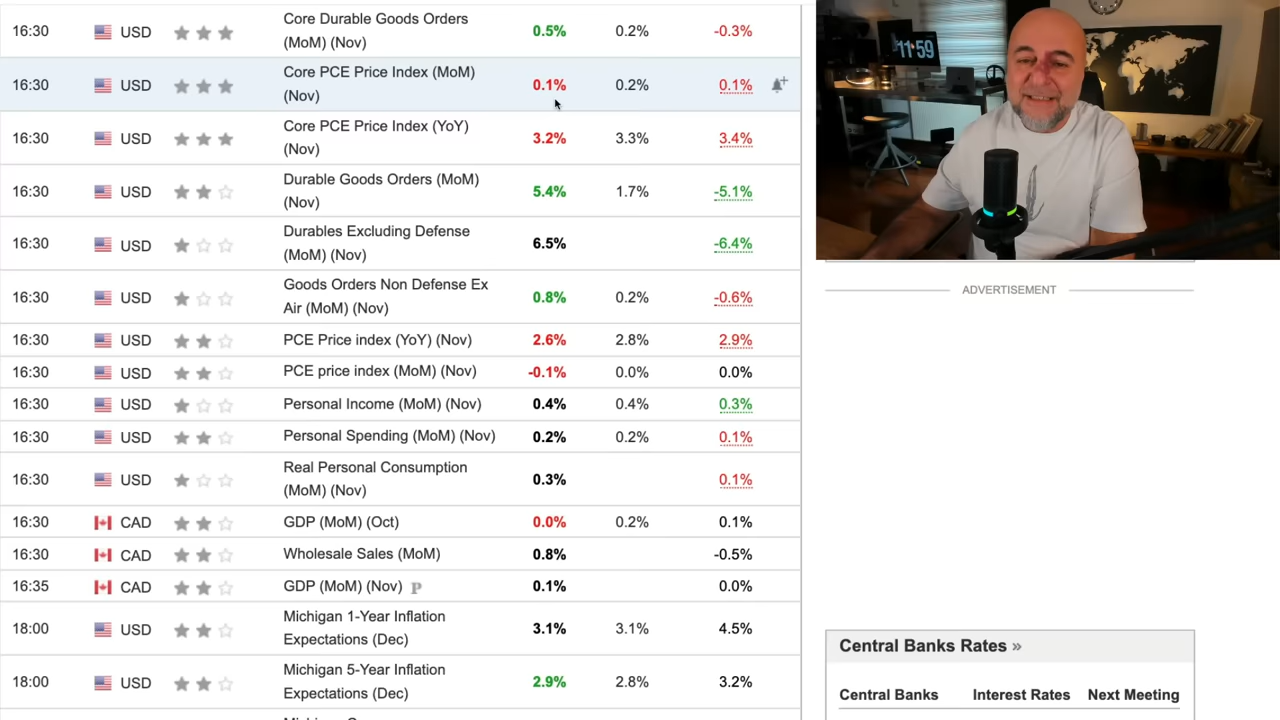 16:30 USD Core Durable Goods Orders 0.5% 0.2% -0.3%
(MoM) (Nov)
16:30 USD Core PCE Price Index (MoM) 0.1% 0.2% 0.1%
(Nov)
16:30 USD Core PCE Price Index (YoY) 3.2% 3.3% 3.4%
(Nov)
16:30 USD Durable Goods Orders (MoM) 5.4% 1.7% -5.1%
(Nov)
16:30 USD Durables Excluding Defense 6.5% -6.4%
(MoM) (Nov)
16:30 USD Goods Orders Non Defense Ex 0.8% 0.2% -0.6%
Air (MoM) (Nov)
16:30 USD PCE Price index (YoY) (Nov) 2.6% 2.8% 2.9%
16:30 USD PCE price index (MoM) (Nov) -0.1% 0.0% 0.0%
16:30 USD Personal Income (MoM) (Nov) 0.4% 0.4% 0.3%
16:30 USD Personal Spending (MoM) (Nov) 0.2% 0.2% 0.1%
16:30 USD Real Personal Consumption 0.3% 0.1%
(MoM) (Nov)
16:30 CAD GDP (MoM) (Oct) 0.0% 0.2% 0.1%
16:30 CAD Wholesale Sales (MoM) 0.8% -0.5%
16:35 CAD GDP (MoM) (Nov) P 0.1% 0.0%
18:00 USD Michigan 1-Year Inflation 3.1% 3.1% 4.5%
Expectations (Dec)
18:00 USD Michigan 5-Year Inflation 2.9% 2.8% 3.2%
Expectations (Dec)
11:59
ADVERTISEMENT
Central Banks Rates »
Central Banks Interest Rates Next Meeting